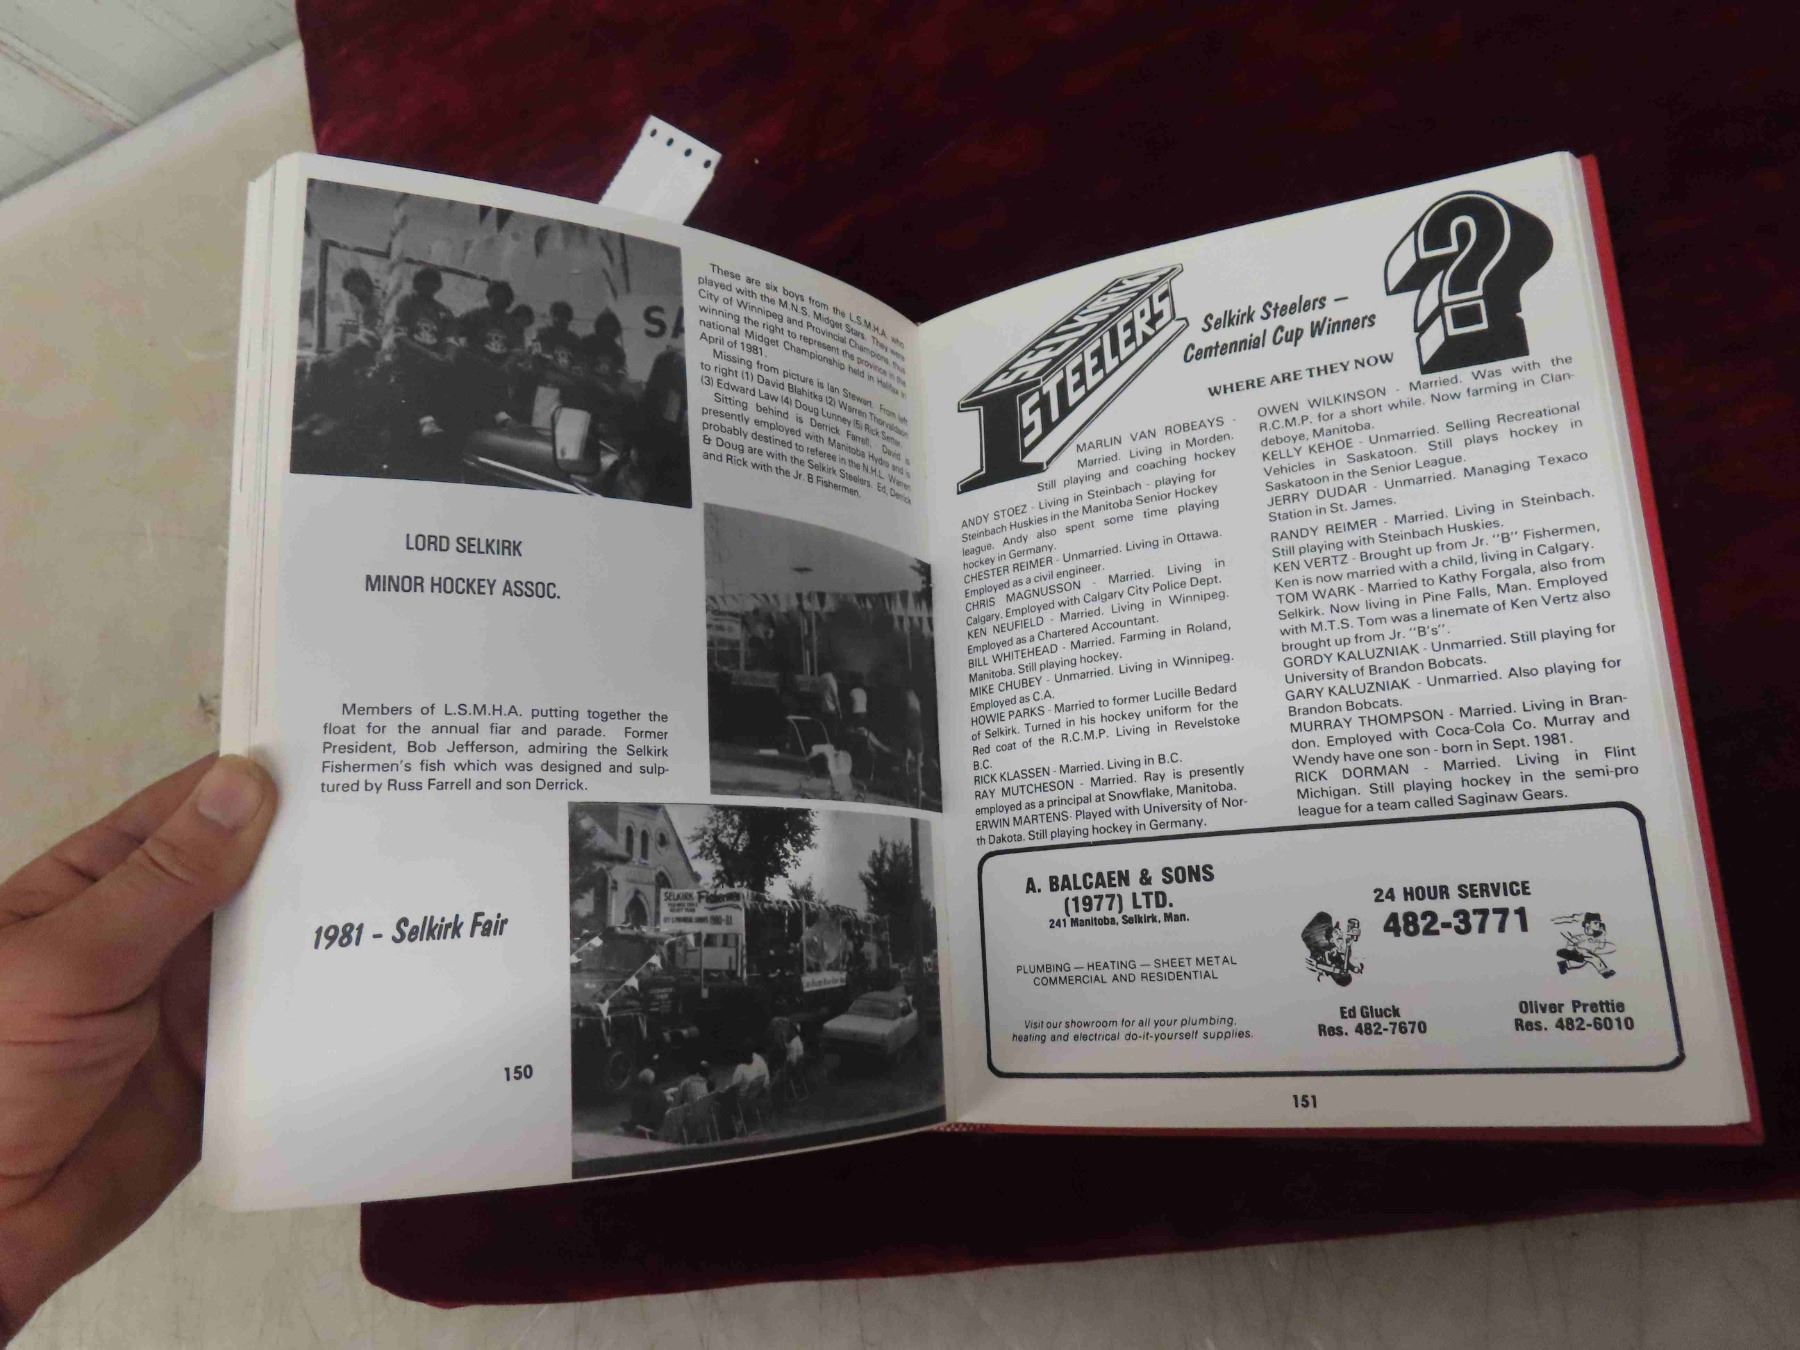 SA
These are six boys from the L.S.M.H.A. who
played with the M.N.S. Midget Stars. They were
City of Winnipeg and Provincial Champions, thus
winning the right to represent the province in the
national Midget Championship held in Halifax in
April of 1981.
Missing from picture is Ian Stewart. From left
to right (1) David Blahitka (2) Warren Thorvaldson
(3) Edward Law (4) Doug Lunney (5) Rick Setter.
Sitting behind is Derrick Farrell. David is
presently employed with Manitoba Hydro and is
probably destined to referee in the N.H.L. Warren
& Doug are with the Selkirk Steelers. Ed, Derrick
and Rick with the Jr. B Fishermen.
LORD SELKIRK
MINOR HOCKEY ASSOC.
Members of L.S.M.H.A. putting together the
float for the annual fiar and parade. Former
President, Bob Jefferson, admiring the Selkirk
Fishermen's fish which was designed and sulp-
tured by Russ Farrell and son Derrick.
SELKIRK Fishermen
1981 - Selkirk Fair
150
SELKIRK
STEELERS
Selkirk Steelers —
Centennial Cup Winners
?
WHERE ARE THEY NOW
MARLIN VAN ROBEAYS -
Married. Living in Morden.
Still playing and coaching hockey
ANDY STOEZ - Living in Steinbach - playing for
Steinbach Huskies in the Manitoba Senior Hockey
league. Andy also spent some time playing
hockey in Germany.
CHESTER REIMER - Unmarried. Living in Ottawa.
Employed as a civil engineer.
CHRIS MAGNUSSON - Married. Living in
Calgary. Employed with Calgary City Police Dept.
KEN NEUFIELD - Married. Living in Winnipeg.
Employed as a Chartered Accountant.
BILL WHITEHEAD - Married. Farming in Roland,
Manitoba. Still playing hockey.
MIKE CHUBEY - Unmarried. Living in Winnipeg.
Employed as C.A.
HOWIE PARKS - Married to former Lucille Bedard
of Selkirk. Turned in his hockey uniform for the
Red coat of the R.C.M.P. Living in Revelstoke
B.C.
RICK KLASSEN - Married. Living in B.C.
RAY MUTCHESON - Married. Ray is presently
employed as a principal at Snowflake, Manitoba.
ERWIN MARTENS- Played with University of Nor-
th Dakota. Still playing hockey in Germany.
OWEN WILKINSON - Married. Was with the
R.C.M.P. for a short while. Now farming in Clan-
deboye, Manitoba.
KELLY KEHOE - Unmarried. Selling Recreational
Vehicles in Saskatoon. Still plays hockey in
Saskatoon in the Senior League.
JERRY DUDAR - Unmarried. Managing Texaco
Station in St. James.
RANDY REIMER - Married. Living in Steinbach.
Still playing with Steinbach Huskies.
KEN VERTZ - Brought up from Jr. "B" Fishermen,
Ken is now married with a child, living in Calgary.
TOM WARK - Married to Kathy Forgala, also from
Selkirk. Now living in Pine Falls, Man. Employed
with M.T.S. Tom was a linemate of Ken Vertz also
brought up from Jr. "B's".
GORDY KALUZNIAK - Unmarried. Still playing for
University of Brandon Bobcats.
GARY KALUZNIAK - Unmarried. Also playing for
Brandon Bobcats.
MURRAY THOMPSON - Married. Living in Bran-
don. Employed with Coca-Cola Co. Murray and
Wendy have one son - born in Sept. 1981.
RICK DORMAN - Married. Living in Flint
Michigan. Still playing hockey in the semi-pro
league for a team called Saginaw Gears.
A. BALCAEN & SONS
(1977) LTD.
241 Manitoba, Selkirk, Man.
PLUMBING — HEATING — SHEET METAL
COMMERCIAL AND RESIDENTIAL
Visit our showroom for all your plumbing,
heating and electrical do-it-yourself supplies.
24 HOUR SERVICE
482-3771
Ed Gluck
Res. 482-7670
Oliver Prettie
Res. 482-6010
151